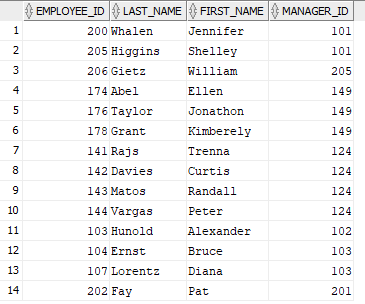 EMPLOYEE_ID LAST_NAME FIRST_NAME MANAGER_ID
1 200 Whalen Jennifer 101
2 205 Higgins Shelley 101
3 206 Gietz William 205
4 174 Abel Ellen 149
5 176 Taylor Jonathon 149
6 178 Grant Kimberely 149
7 141 Rajs Trenna 124
8 142 Davies Curtis 124
9 143 Matos Randall 124
10 144 Vargas Peter 124
11 103 Hunold Alexander 102
12 104 Ernst Bruce 103
13 107 Lorentz Diana 103
14 202 Fay Pat 201